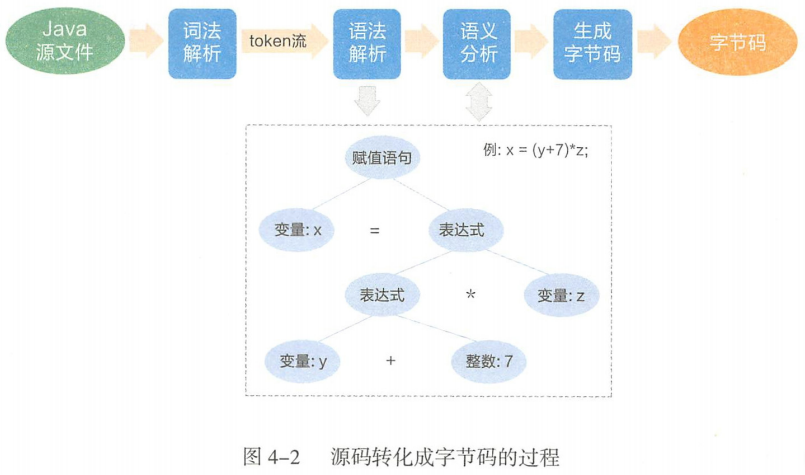 Java
源文件
词法
解析
token流
语法
解析
语义
分析
生成
字节码
字节码
赋值语句
例: x = (y+7)*z;
变量: x
=
表达式
表达式
*
变量: z
变量: y
+
整数: 7
图 4-2 源码转化成字节码的过程